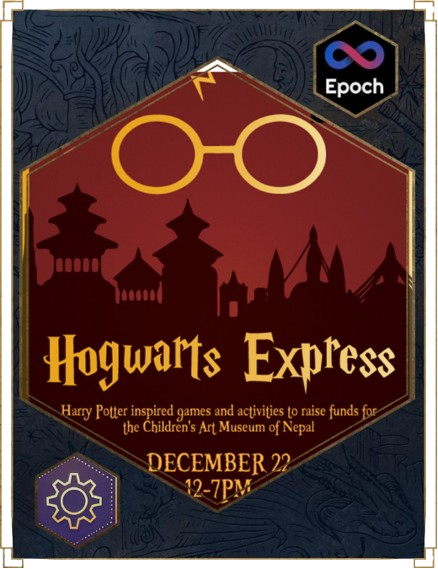 Epoch
Hogwarts Express
Harry Potter inspired games and activities to raise funds for
the Children's Art Museum of Nepal
DECEMBER 22
12-7PM